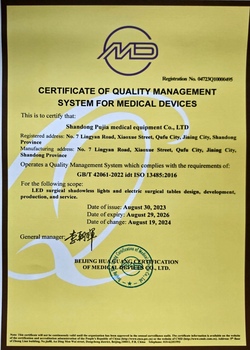 CMD
Registration No. 04723Q10000495
CERTIFICATE OF QUALITY MANAGEMENT
SYSTEM FOR MEDICAL DEVICES
This is to certify that:
Shandong Pujia medical equipment Co., LTD
Registered address: No. 7 Lingyun Road, Xinyu Street, Qufu City, Jining City, Shandong
Province
Manufacturing address: No. 7 Lingyun Road, Xinyu Street, Qufu City, Jining City,
Shandong Province
Operates a Quality Management System which complies with the requirements of:
GB/T 42061-2022 idt ISO 13485:2016
For the following scope:
LED surgical shadowless lights and electric surgical tables design, development,
production, and service.
Date of issue: August 30, 2023
Date of expiry: August 29, 2026
Date of change: August 19, 2024
General manager:
BEIJING HUA GUANG CERTIFICATION
OF MEDICAL DEVICES CO., LTD.